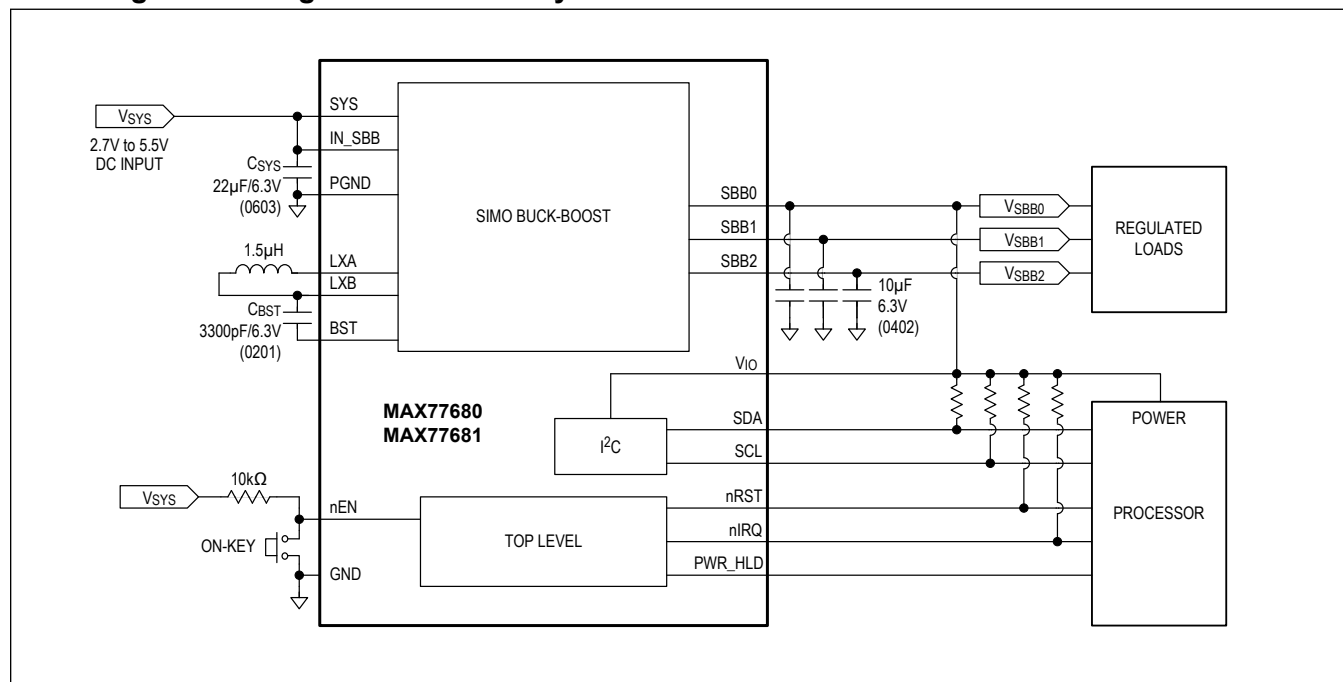 SYS
VSYS
IN_SBB
2.7V to 5.5V
DC INPUT
CSYS
22µF/6.3V
(0603)
PGND
SIMO BUCK-BOOST
SBB0
VSBB0
SBB1
VSBB1
SBB2
VSBB2
REGULATED
LOADS
1.5µH
LXA
LXB
10µF
6.3V
(0402)
CBST
3300pF/6.3V
(0201)
BST
VIO
MAX77680
MAX77681
I2C
SDA
SCL
POWER
PROCESSOR
10kΩ
VSYS
nEN
ON-KEY
GND
TOP LEVEL
nRST
nIRQ
PWR_HLD